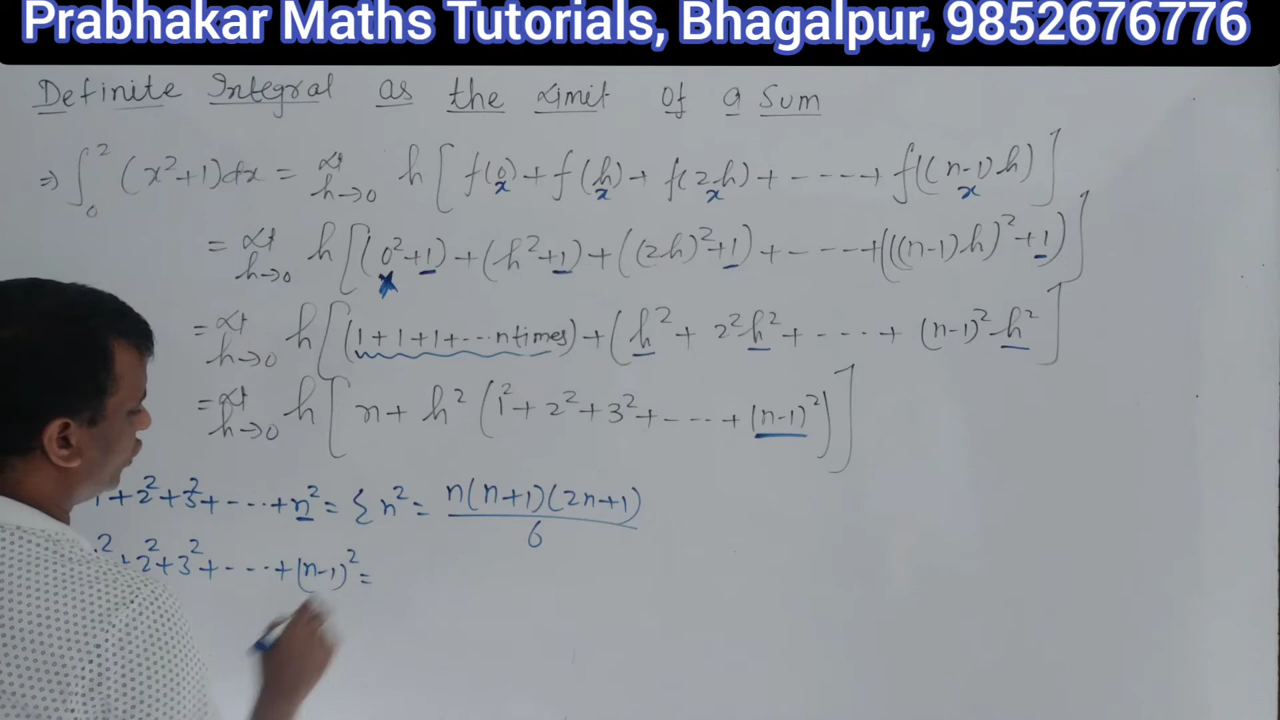 Prabhakar Maths Tutorials, Bhagalpur, 9852676776
Definite Integral as the Limit of a Sum
⇒ ∫₀² (x²+1)dx = Lt h→0 h[f(0)+f(h)+f(2h)+-----+f((n-1)h)]
x x x x
= Lt h→0 h[(0²+1)+(h²+1)+((2h)²+1)+-----+(((n-1)h)²+1)]
= Lt h→0 h[(1+1+1+...n times)+(h²+2²h²+-----+(n-1)²h²]
= Lt h→0 h[n+h²(1²+2²+3²+-----+(n-1)²)]
1+2²+3²+-----+n² = Σn² = n(n+1)(2n+1)/6
2²+3²+-----+(n-1)² =